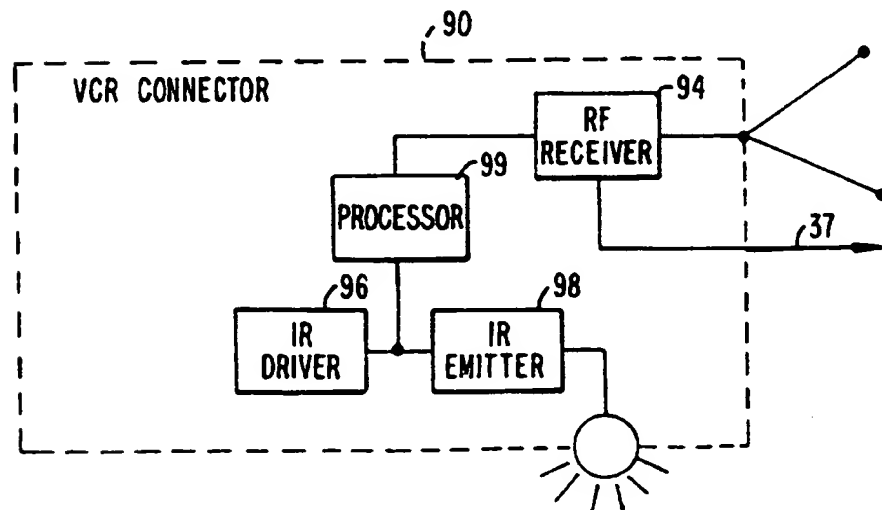 90
VCR CONNECTOR
94
RF
RECEIVER
99
PROCESSOR
37
96
IR
DRIVER
98
IR
EMITTER